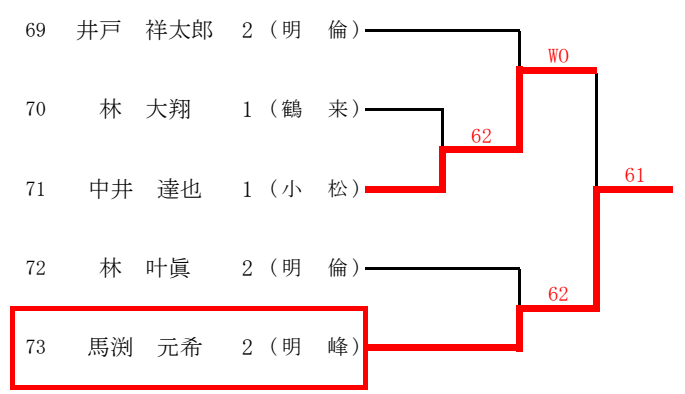 69 井戸 祥太郎 2 (明 倫)
WO
70 林 大翔 1 (鶴 来)
62
71 中井 達也 1 (小 松)
61
72 林 叶眞 2 (明 倫)
62
73 馬渕 元希 2 (明 峰)